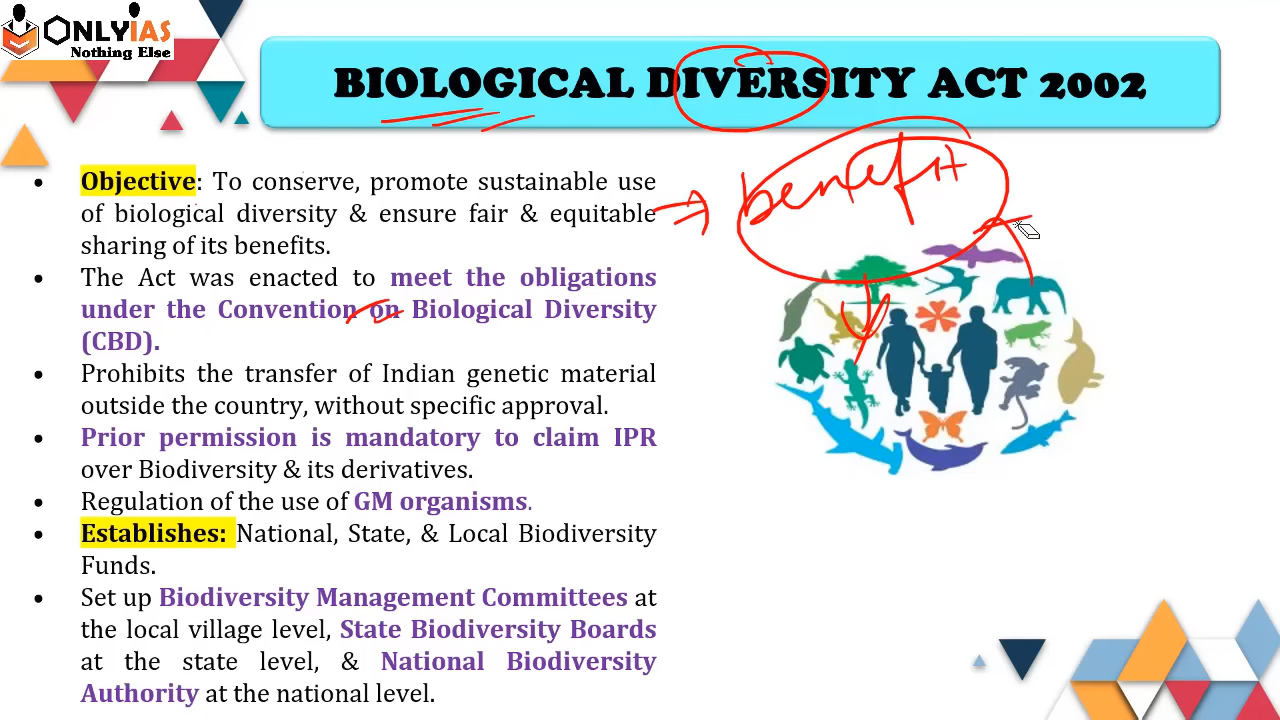 ONLYIAS
Nothing Else
BIOLOGICAL DIVERSITY ACT 2002
benefit
• Objective: To conserve, promote sustainable use
of biological diversity & ensure fair & equitable
sharing of its benefits.
• The Act was enacted to meet the obligations
under the Convention on Biological Diversity
(CBD).
• Prohibits the transfer of Indian genetic material
outside the country, without specific approval.
• Prior permission is mandatory to claim IPR
over Biodiversity & its derivatives.
• Regulation of the use of GM organisms.
• Establishes: National, State, & Local Biodiversity
Funds.
• Set up Biodiversity Management Committees at
the local village level, State Biodiversity Boards
at the state level, & National Biodiversity
Authority at the national level.